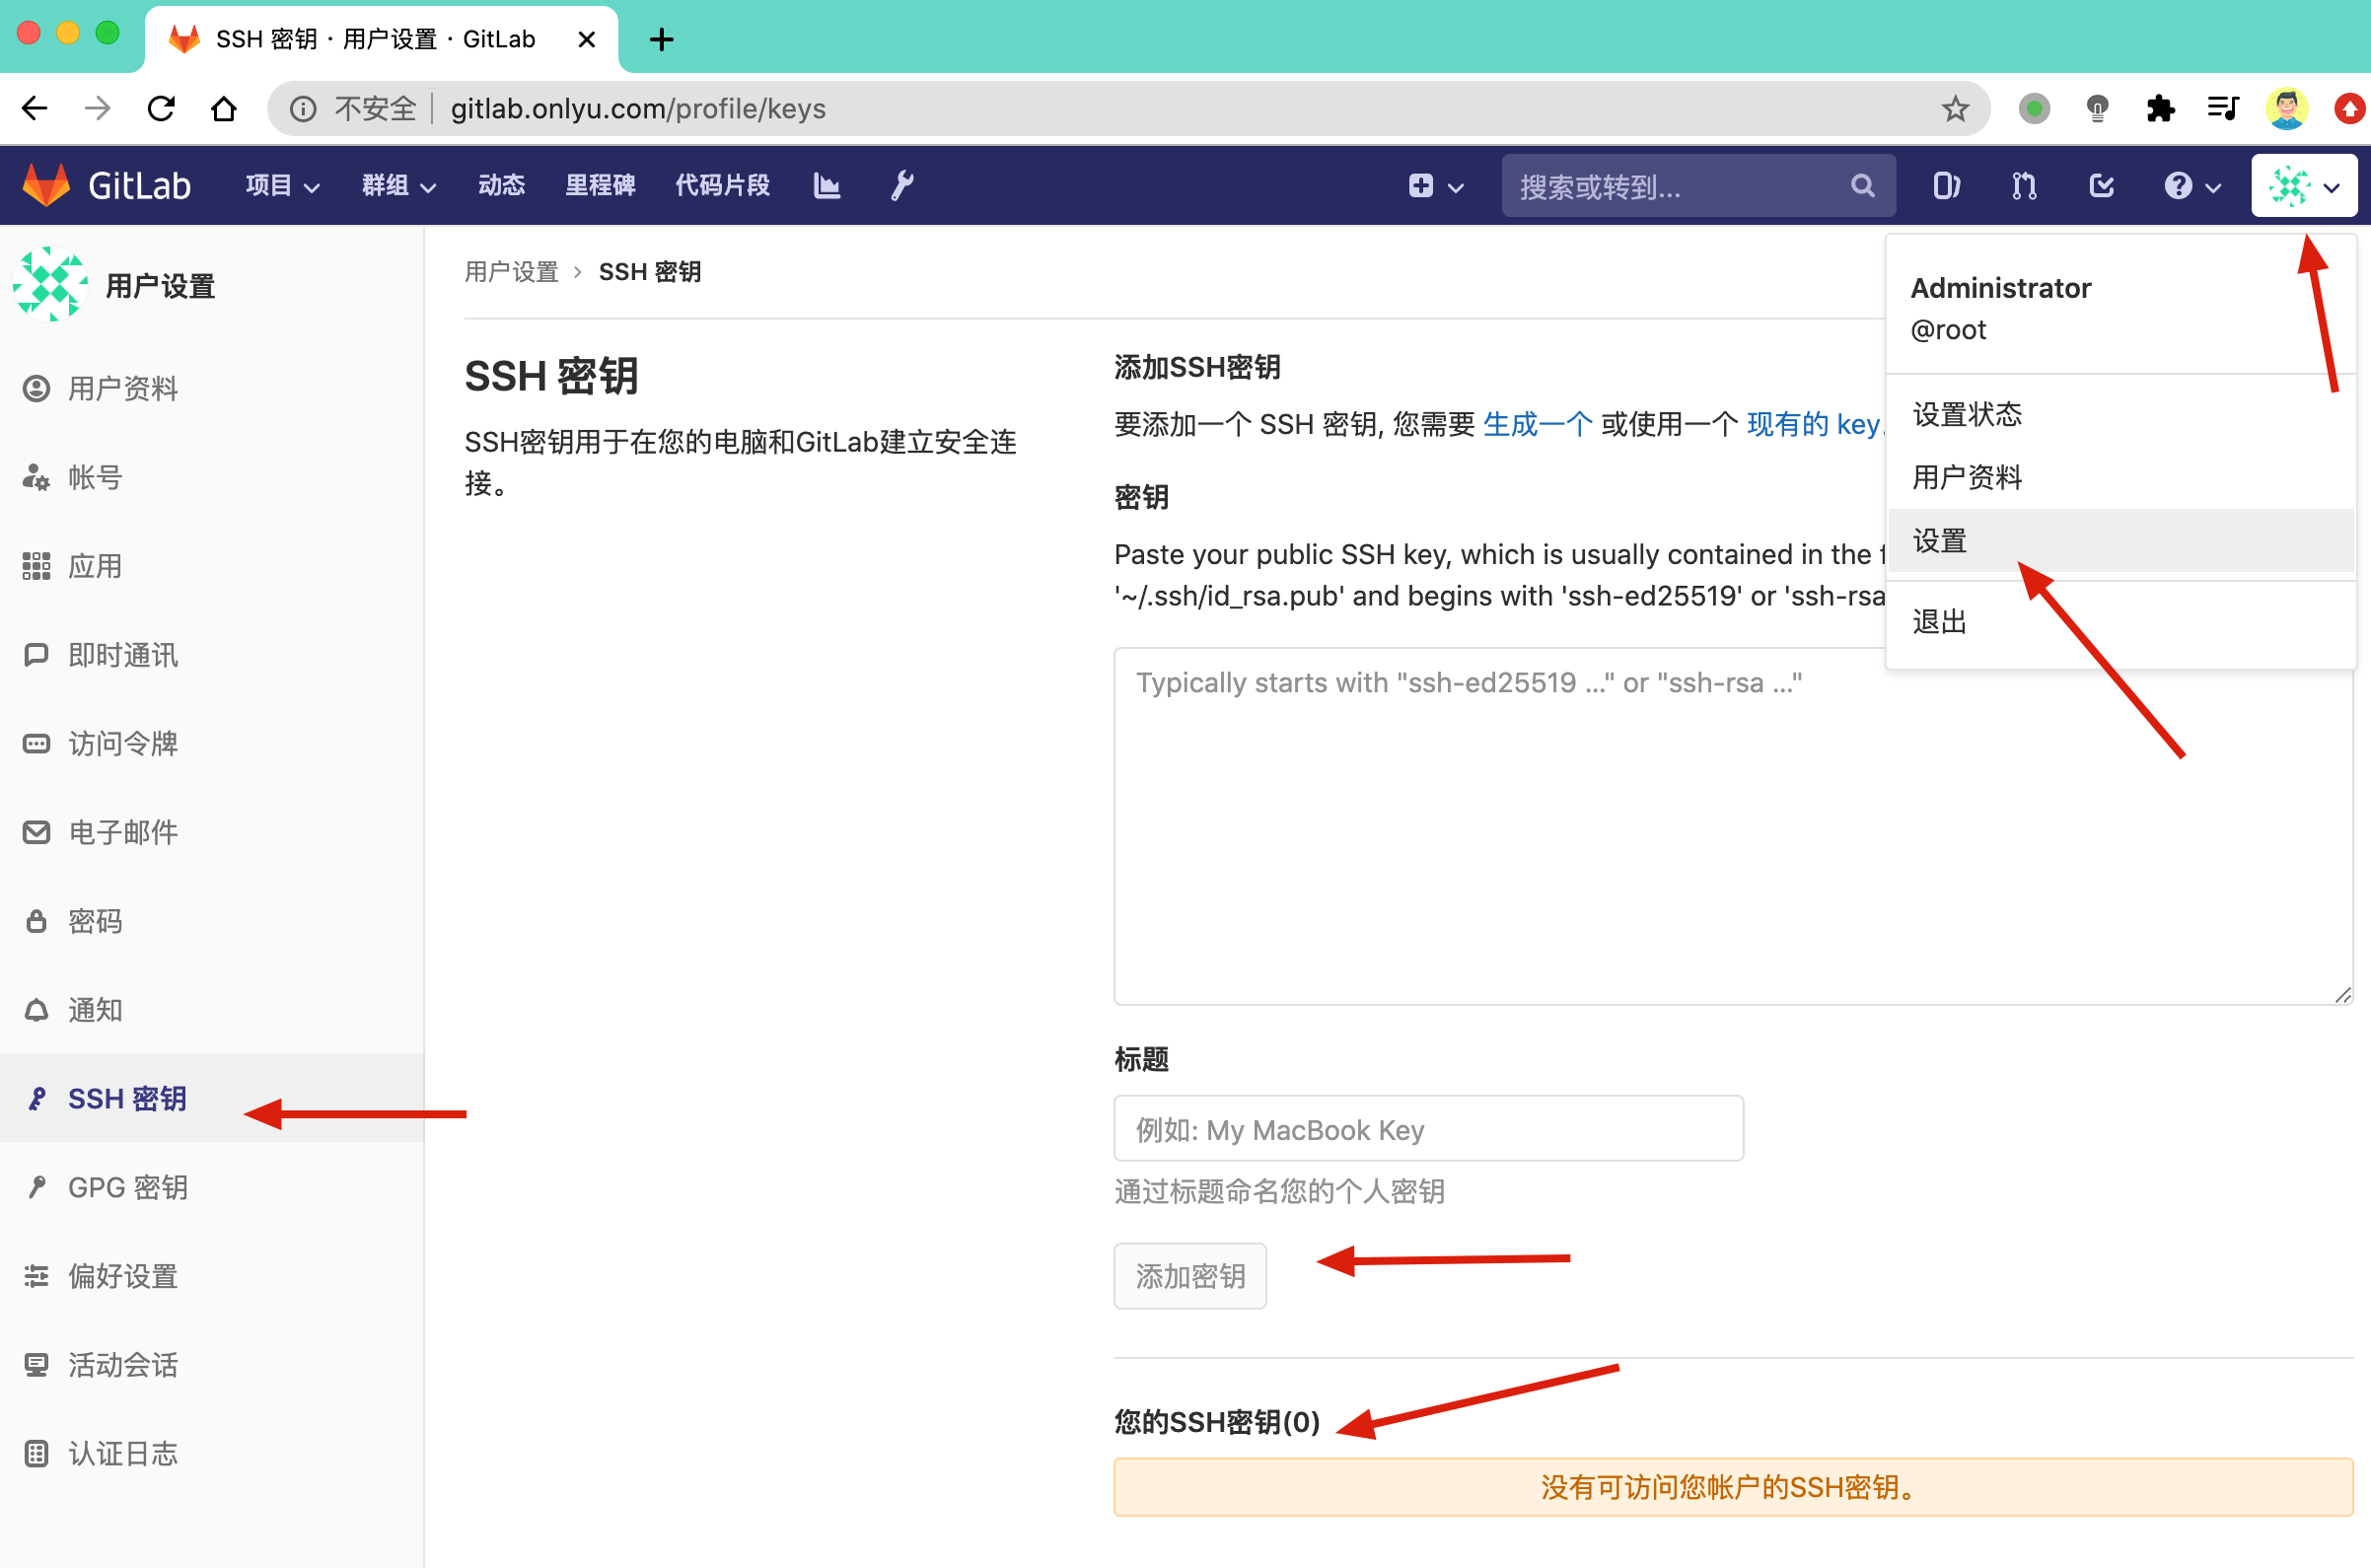 SSH 密钥 · 用户设置 · GitLab
不安全
gitlab.onlyu.com/profile/keys
GitLab
项目
群组
动态
里程碑
代码片段
搜索或转到...
用户设置
用户资料
帐号
应用
即时通讯
访问令牌
电子邮件
密码
通知
SSH 密钥
GPG 密钥
偏好设置
活动会话
认证日志
用户设置 > SSH 密钥
SSH 密钥
SSH密钥用于在您的电脑和GitLab建立安全连
接。
添加SSH密钥
要添加一个 SSH 密钥, 您需要 生成一个 或使用一个 现有的 key.
密钥
Paste your public SSH key, which is usually contained in the f
'~/.ssh/id_rsa.pub' and begins with 'ssh-ed25519' or 'ssh-rsa
Typically starts with "ssh-ed25519 ..." or "ssh-rsa ..."
标题
例如: My MacBook Key
通过标题命名您的个人密钥
添加密钥
您的SSH密钥(0)
没有可访问您帐户的SSH密钥。
Administrator
@root
设置状态
用户资料
设置
退出